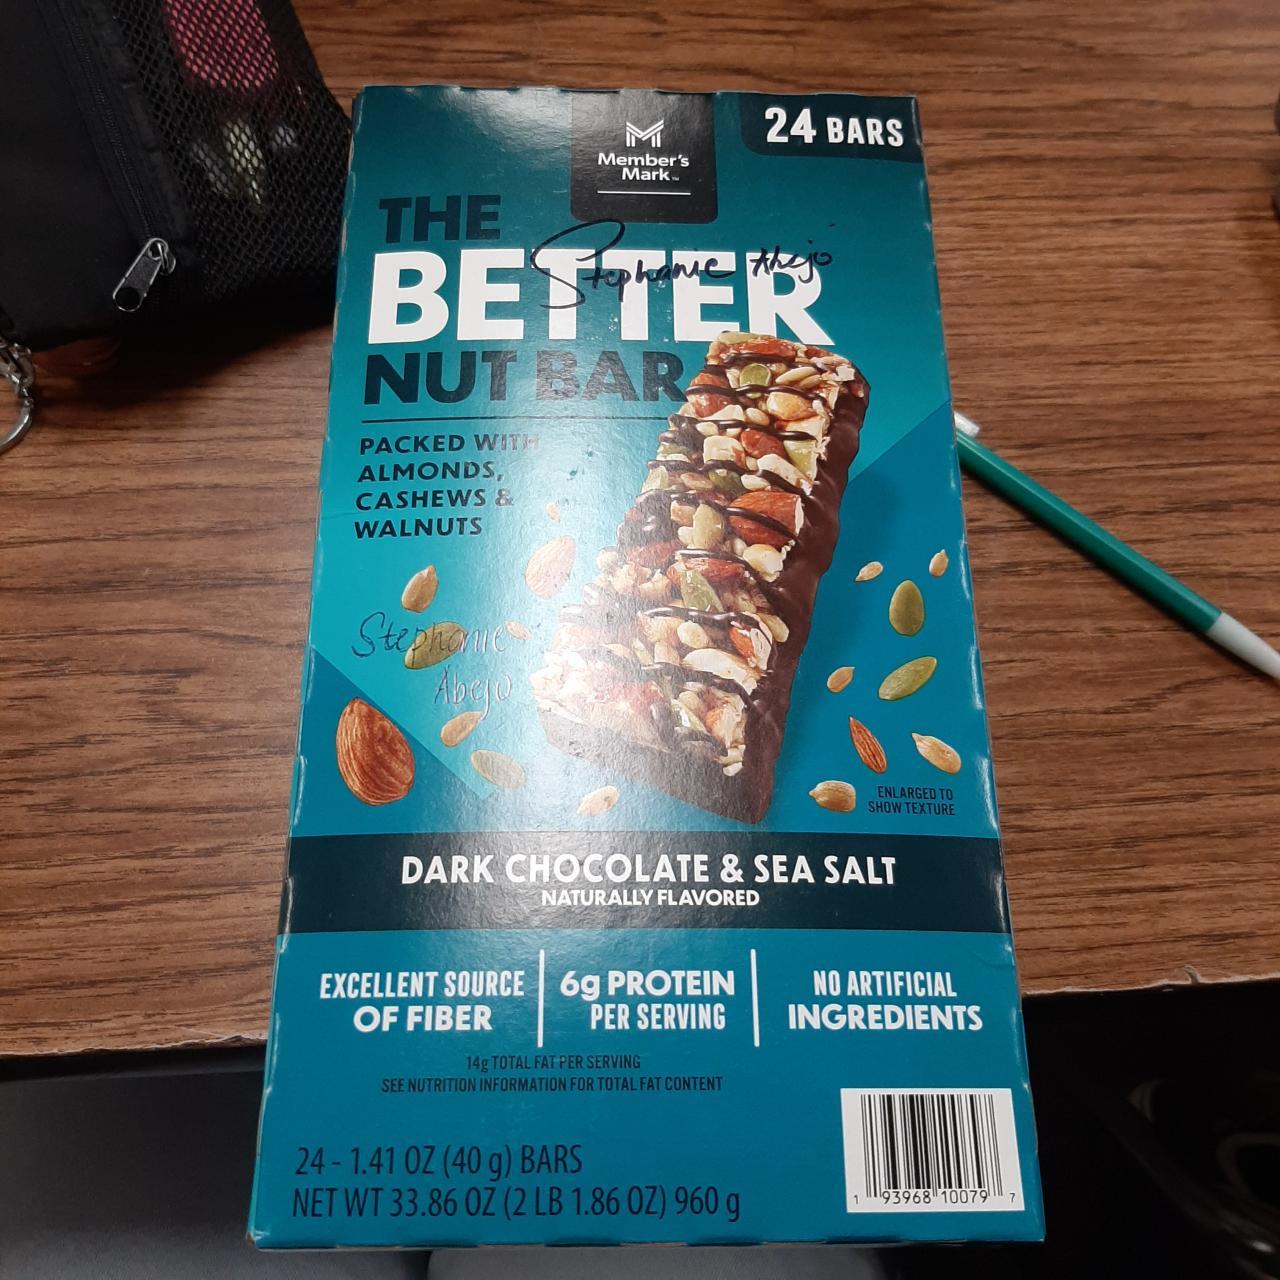 24 BARS
Member's
Mark™
THE
BETTER
NUT BAR
Stephanie Abejo
PACKED WITH
ALMONDS,
CASHEWS &
WALNUTS
Stephanie
Abejo
ENLARGED TO
SHOW TEXTURE
DARK CHOCOLATE & SEA SALT
NATURALLY FLAVORED
EXCELLENT SOURCE
OF FIBER
6g PROTEIN
PER SERVING
NO ARTIFICIAL
INGREDIENTS
14g TOTAL FAT PER SERVING
SEE NUTRITION INFORMATION FOR TOTAL FAT CONTENT
24 - 1.41 OZ (40 g) BARS
NET WT 33.86 OZ (2 LB 1.86 OZ) 960 g
1 93968 10079 7